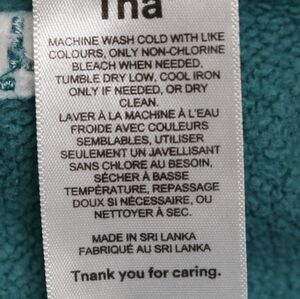 Tna
MACHINE WASH COLD WITH LIKE
COLOURS, ONLY NON-CHLORINE
BLEACH WHEN NEEDED,
TUMBLE DRY LOW, COOL IRON
ONLY IF NEEDED, OR DRY
CLEAN.
LAVER À LA MACHINE À L'EAU
FROIDE AVEC COULEURS
SEMBLABLES, UTILISER
SEULEMENT UN JAVELLISANT
SANS CHLORE AU BESOIN,
SÉCHER À BASSE
TEMPÉRATURE, REPASSAGE
DOUX SI NÉCESSAIRE, OU
NETTOYER À SEC.
MADE IN SRI LANKA
FABRIQUÉ AU SRI LANKA
Tnank you for caring.